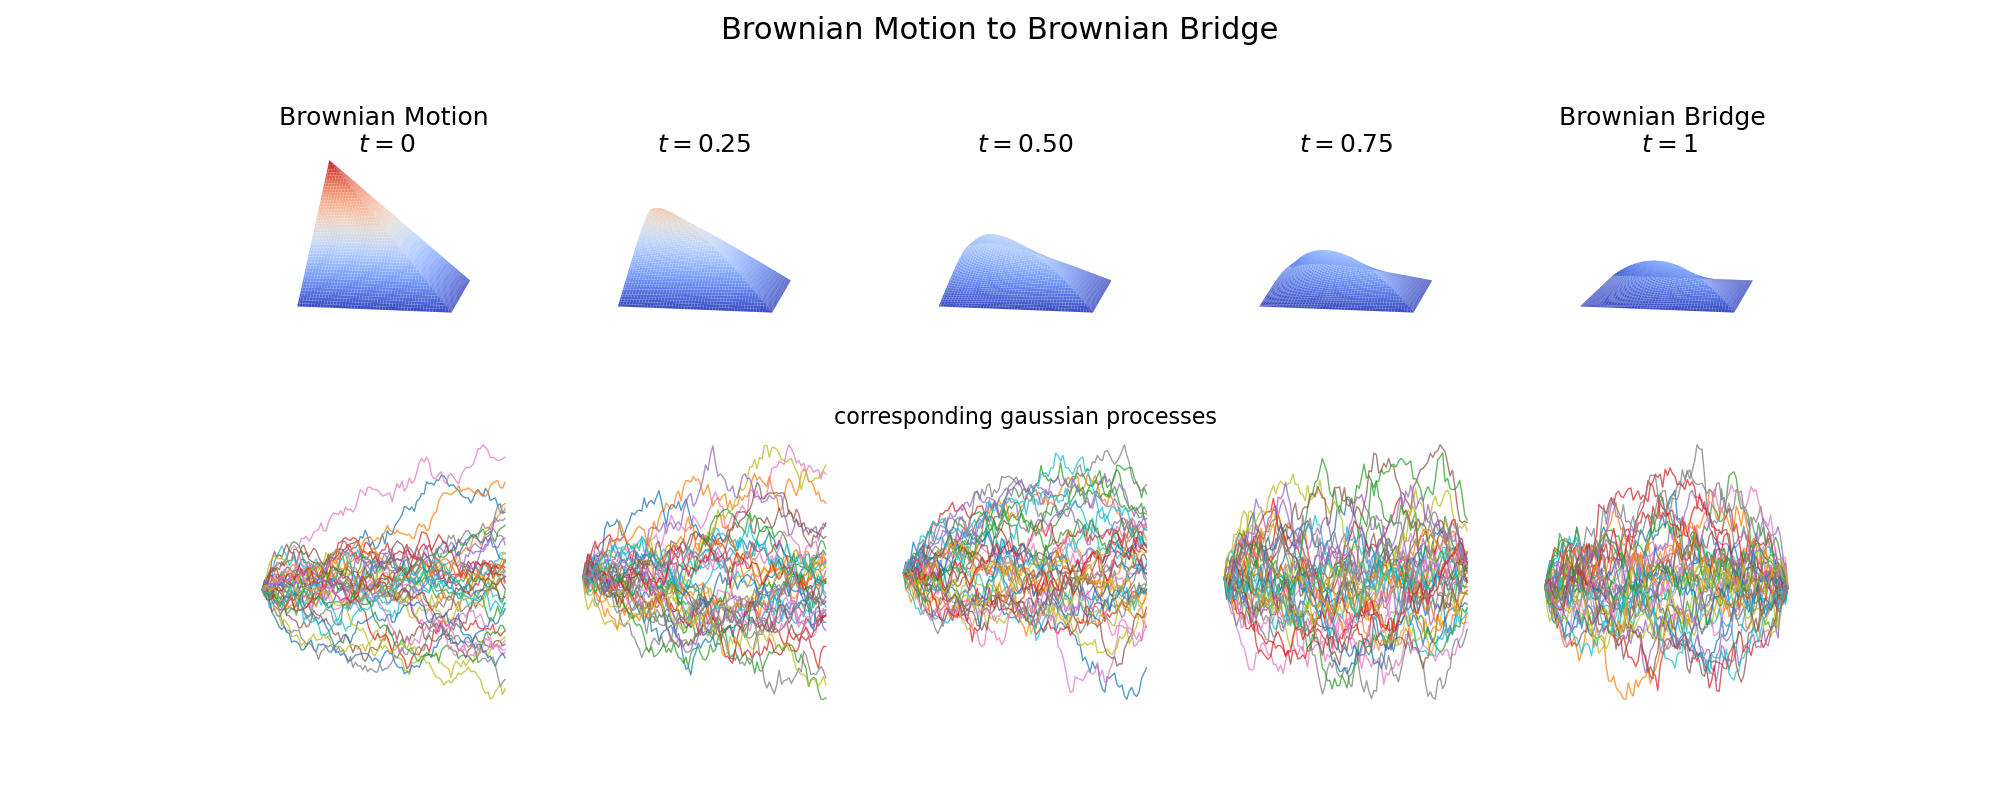 Brownian Motion to Brownian Bridge
Brownian Motion
t = 0
t = 0.25
t = 0.50
t = 0.75
Brownian Bridge
t = 1
corresponding gaussian processes